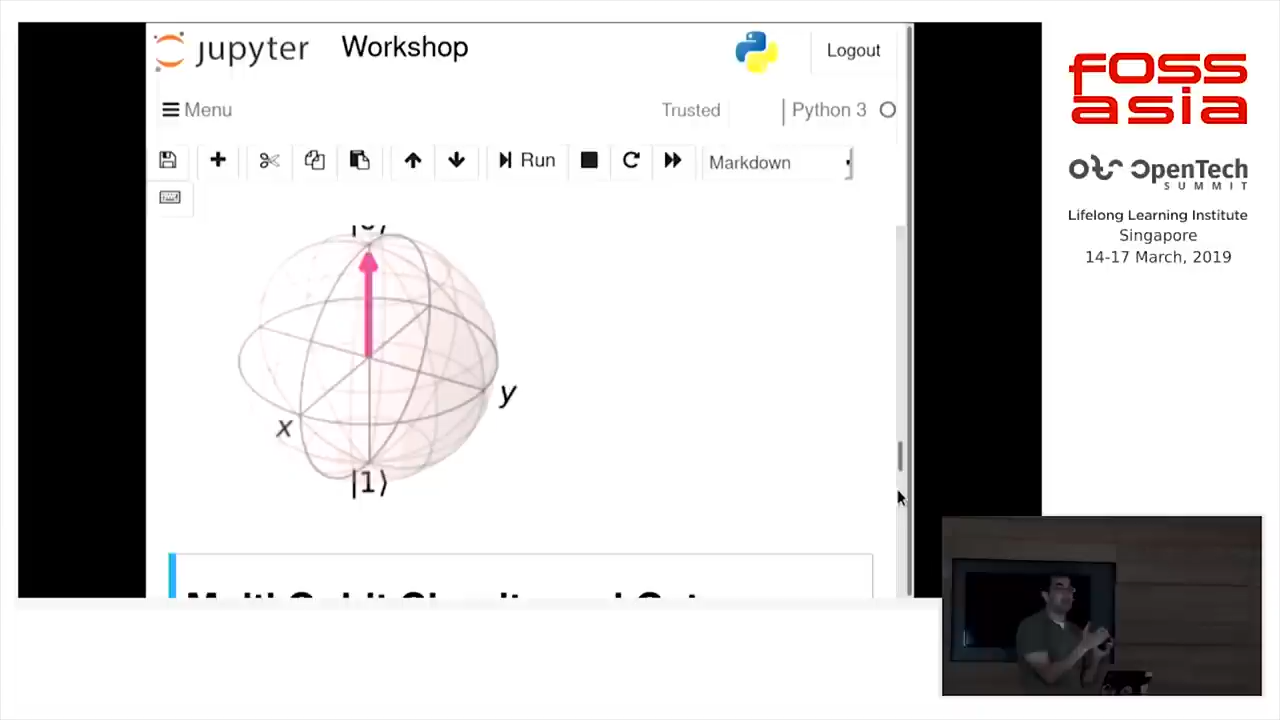 jupyter Workshop
Logout
Menu
Trusted
Python 3
Run
Markdown
x
y
|1⟩
FOSS
asia
OpenTech
SUMMIT
Lifelong Learning Institute
Singapore
14-17 March, 2019